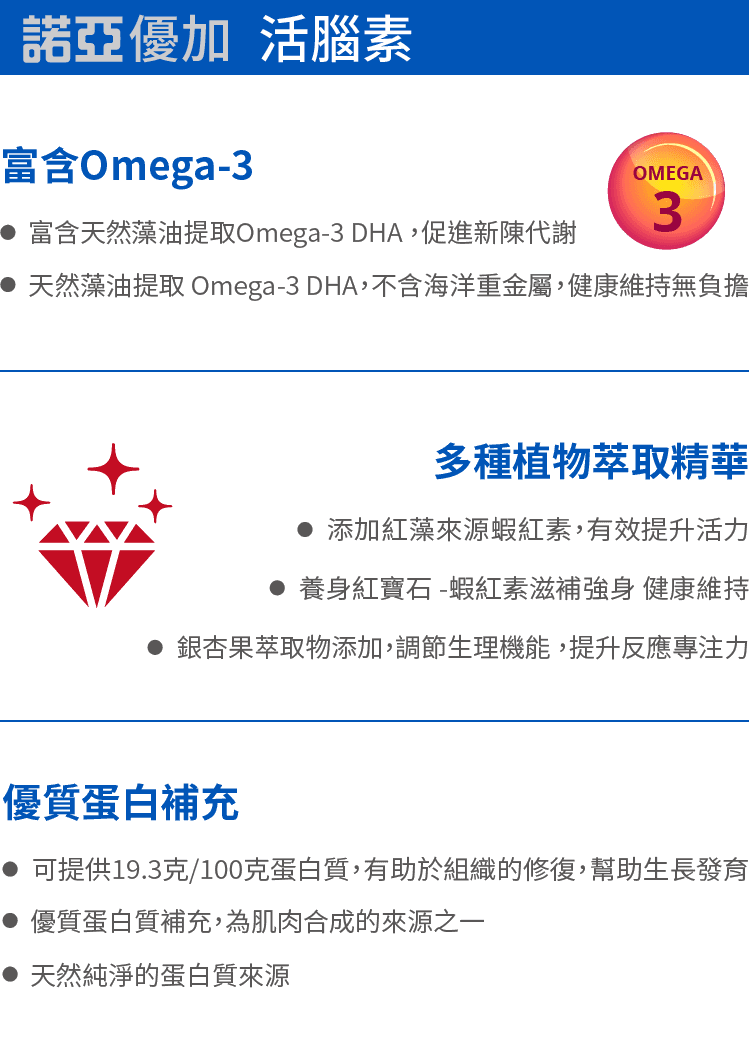 諾亞優加 活腦素
富含Omega-3
OMEGA
3
● 富含天然藻油提取Omega-3 DHA，促進新陳代謝
● 天然藻油提取 Omega-3 DHA，不含海洋重金屬，健康維持無負擔
多種植物萃取精華
● 添加紅藻來源蝦紅素，有效提升活力
● 養身紅寶石 -蝦紅素滋補強身 健康維持
● 銀杏果萃取物添加，調節生理機能，提升反應專注力
優質蛋白補充
● 可提供19.3克/100克蛋白質，有助於組織的修復，幫助生長發育
● 優質蛋白質補充，為肌肉合成的來源之一
● 天然純淨的蛋白質來源